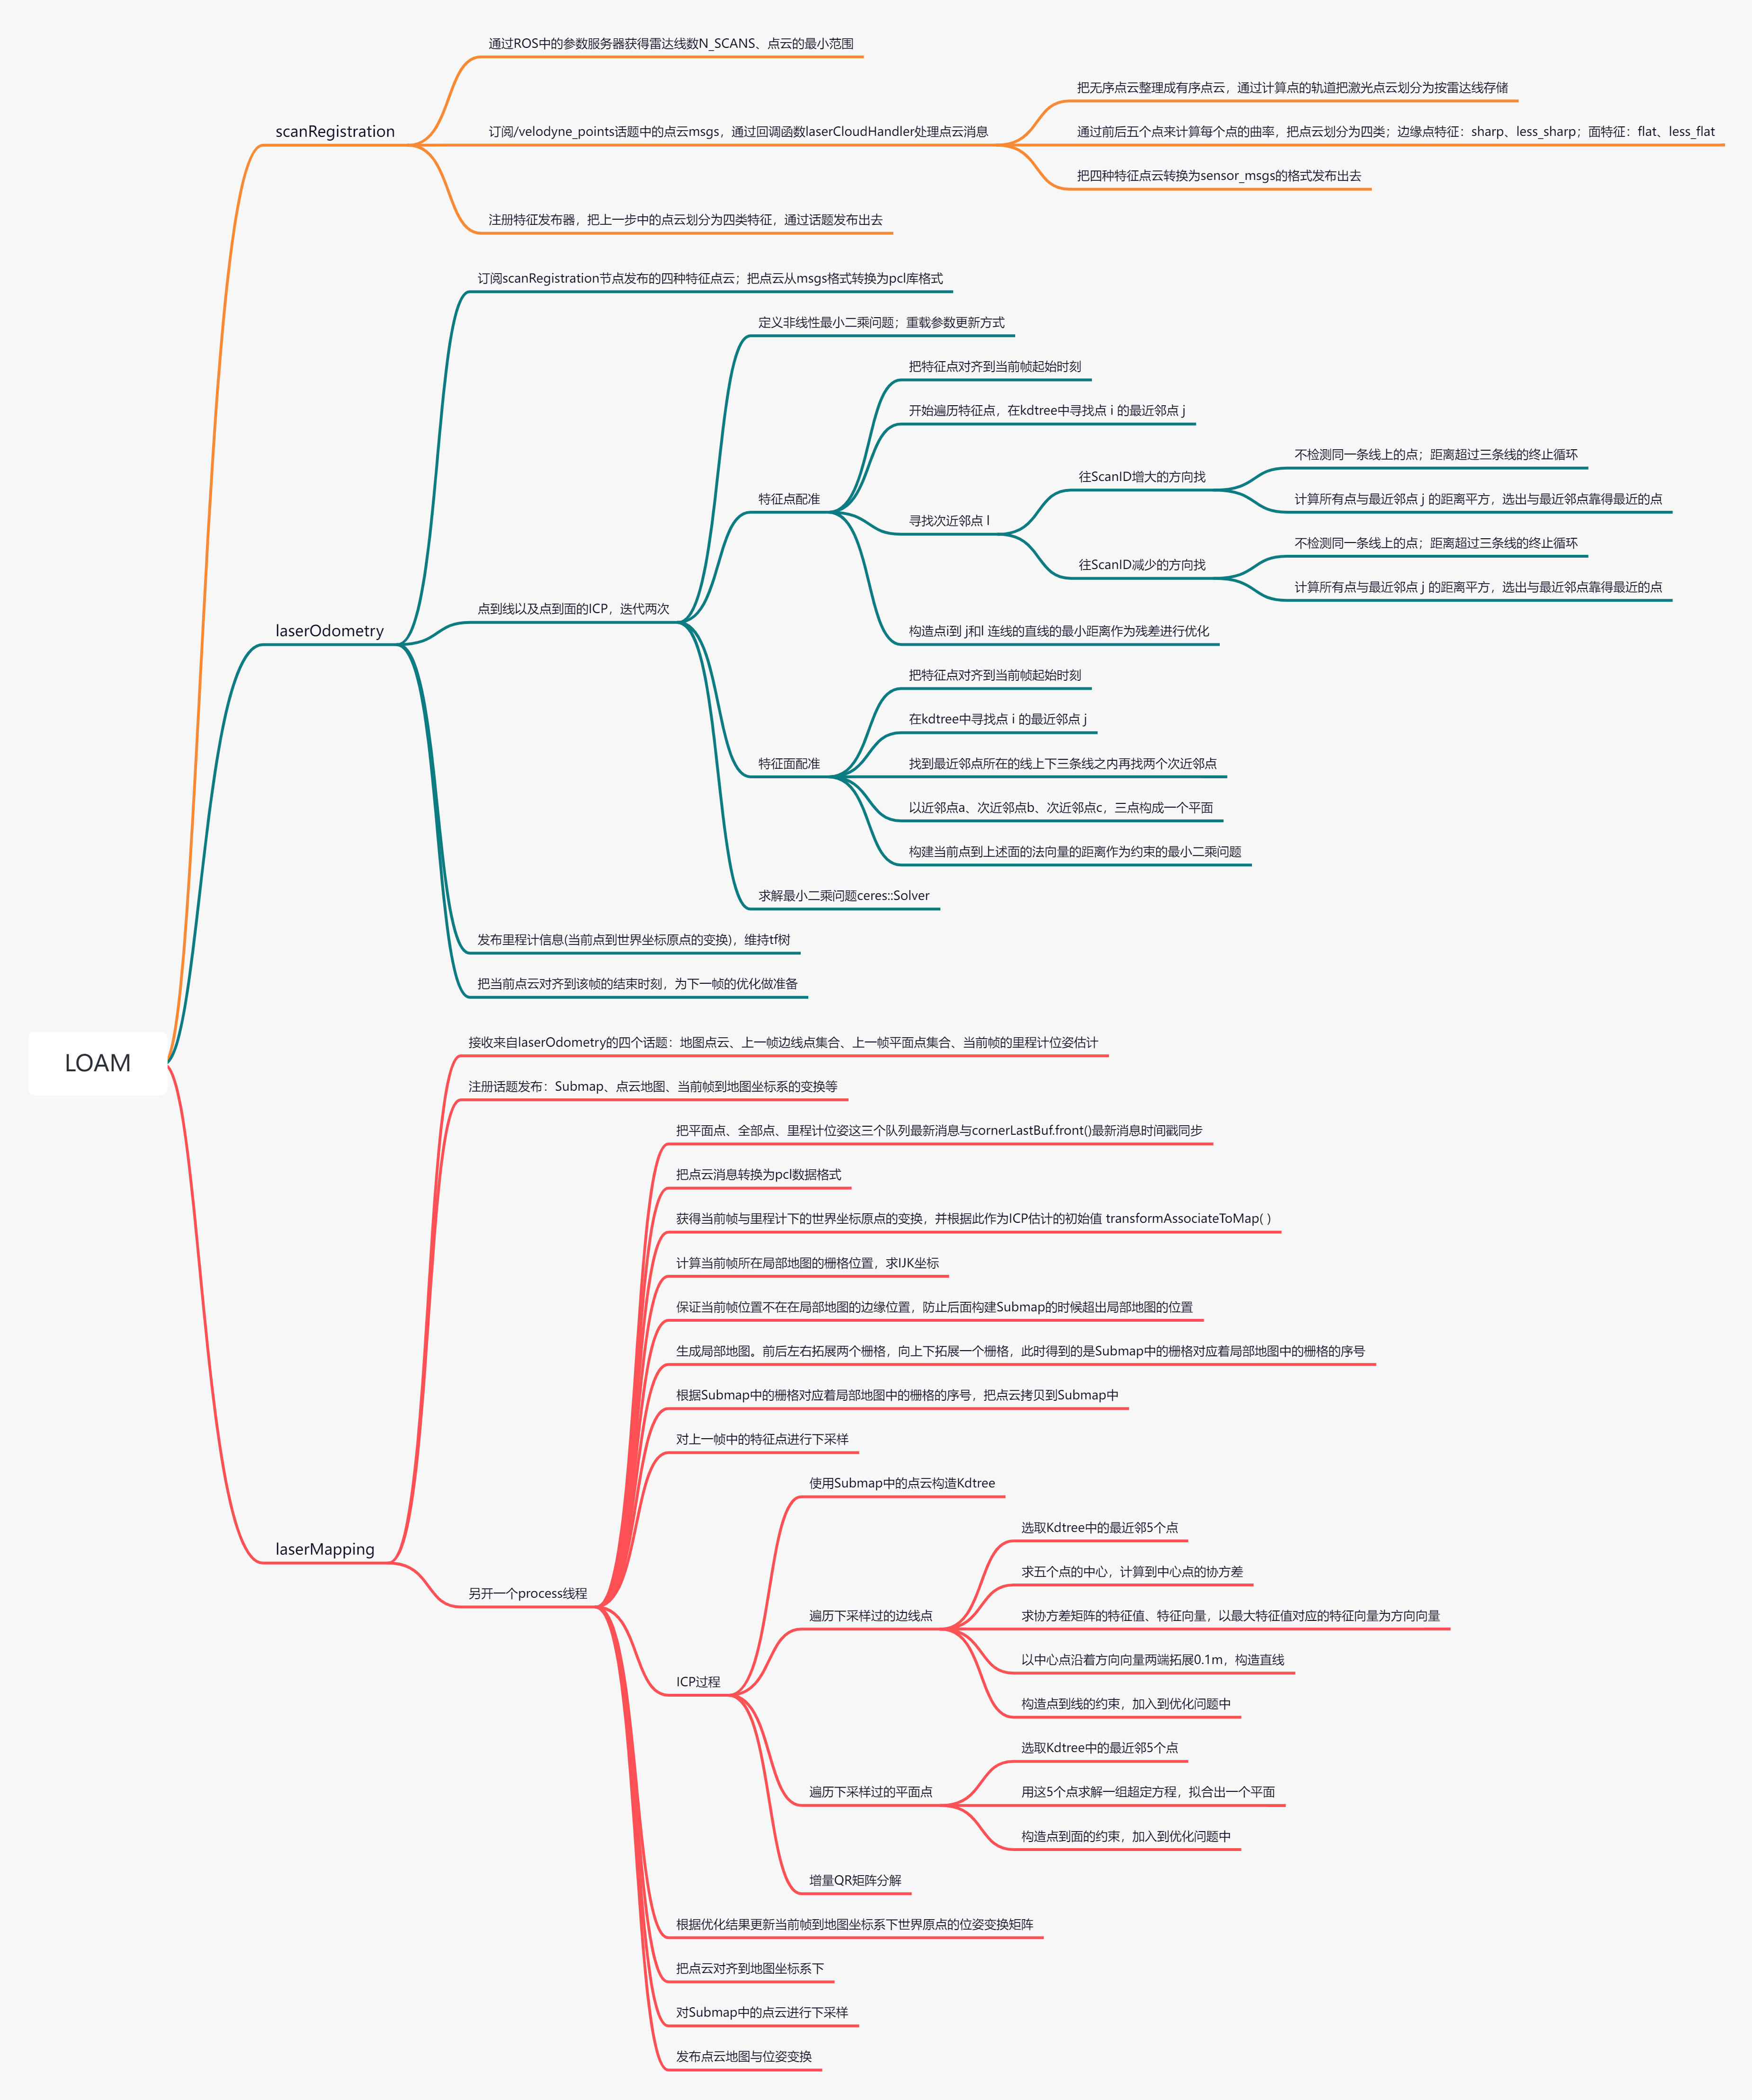 LOAM
scanRegistration
通过ROS中的参数服务器获得雷达线数N_SCANS、点云的最小范围
订阅/velodyne_points话题中的点云msgs，通过回调函数laserCloudHandler处理点云消息
把无序点云整理成有序点云，通过计算点的轨道把激光点云划分为按雷达线存储
通过前后五个点来计算每个点的曲率，把点云划分为四类；边缘点特征：sharp、less_sharp；面特征：flat、less_flat
把四种特征点云转换为sensor_msgs的格式发布出去
注册特征发布器，把上一步中的点云划分为四类特征，通过话题发布出去
laserOdometry
订阅scanRegistration节点发布的四种特征点云；把点云从msgs格式转换为pcl库格式
点到线以及点到面的ICP，迭代两次
定义非线性最小二乘问题；重载参数更新方式
特征点配准
把特征点对齐到当前帧起始时刻
开始遍历特征点，在kdtree中寻找点 i 的最近邻点 j
寻找次近邻点 l
往ScanID增大的方向找
不检测同一条线上的点；距离超过三条线的终止循环
计算所有点与最近邻点 j 的距离平方，选出与最近邻点靠得最近的点
往ScanID减少的方向找
不检测同一条线上的点；距离超过三条线的终止循环
计算所有点与最近邻点 j 的距离平方，选出与最近邻点靠得最近的点
构造点i到 j和l 连线的直线的最小距离作为残差进行优化
特征面配准
把特征点对齐到当前帧起始时刻
在kdtree中寻找点 i 的最近邻点 j
找到最近邻点所在的线上下三条线之内再找两个次近邻点
以近邻点a、次近邻点b、次近邻点c，三点构成一个平面
构建当前点到上述面的法向量的距离作为约束的最小二乘问题
求解最小二乘问题ceres::Solver
发布里程计信息(当前点到世界坐标原点的变换)，维持tf树
把当前点云对齐到该帧的结束时刻，为下一帧的优化做准备
laserMapping
接收来自laserOdometry的四个话题：地图点云、上一帧边线点集合、上一帧平面点集合、当前帧的里程计位姿估计
注册话题发布：Submap、点云地图、当前帧到地图坐标系的变换等
另开一个process线程
把平面点、全部点、里程计位姿这三个队列最新消息与cornerLastBuf.front()最新消息时间戳同步
把点云消息转换为pcl数据格式
获得当前帧与里程计下的世界坐标原点的变换，并根据此作为ICP估计的初始值 transformAssociateToMap( )
计算当前帧所在局部地图的栅格位置，求IJK坐标
保证当前帧位置不在在局部地图的边缘位置，防止后面构建Submap的时候超出局部地图的位置
生成局部地图。前后左右拓展两个栅格，向上下拓展一个栅格，此时得到的是Submap中的栅格对应着局部地图中的栅格的序号
根据Submap中的栅格对应着局部地图中的栅格的序号，把点云拷贝到Submap中
对上一帧中的特征点进行下采样
ICP过程
使用Submap中的点云构造Kdtree
遍历下采样过的边线点
选取Kdtree中的最近邻5个点
求五个点的中心，计算到中心点的协方差
求协方差矩阵的特征值、特征向量，以最大特征值对应的特征向量为方向向量
以中心点沿着方向向量两端拓展0.1m，构造直线
构造点到线的约束，加入到优化问题中
遍历下采样过的平面点
选取Kdtree中的最近邻5个点
用这5个点求解一组超定方程，拟合出一个平面
构造点到面的约束，加入到优化问题中
增量QR矩阵分解
根据优化结果更新当前帧到地图坐标系下世界原点的位姿变换矩阵
把点云对齐到地图坐标系下
对Submap中的点云进行下采样
发布点云地图与位姿变换